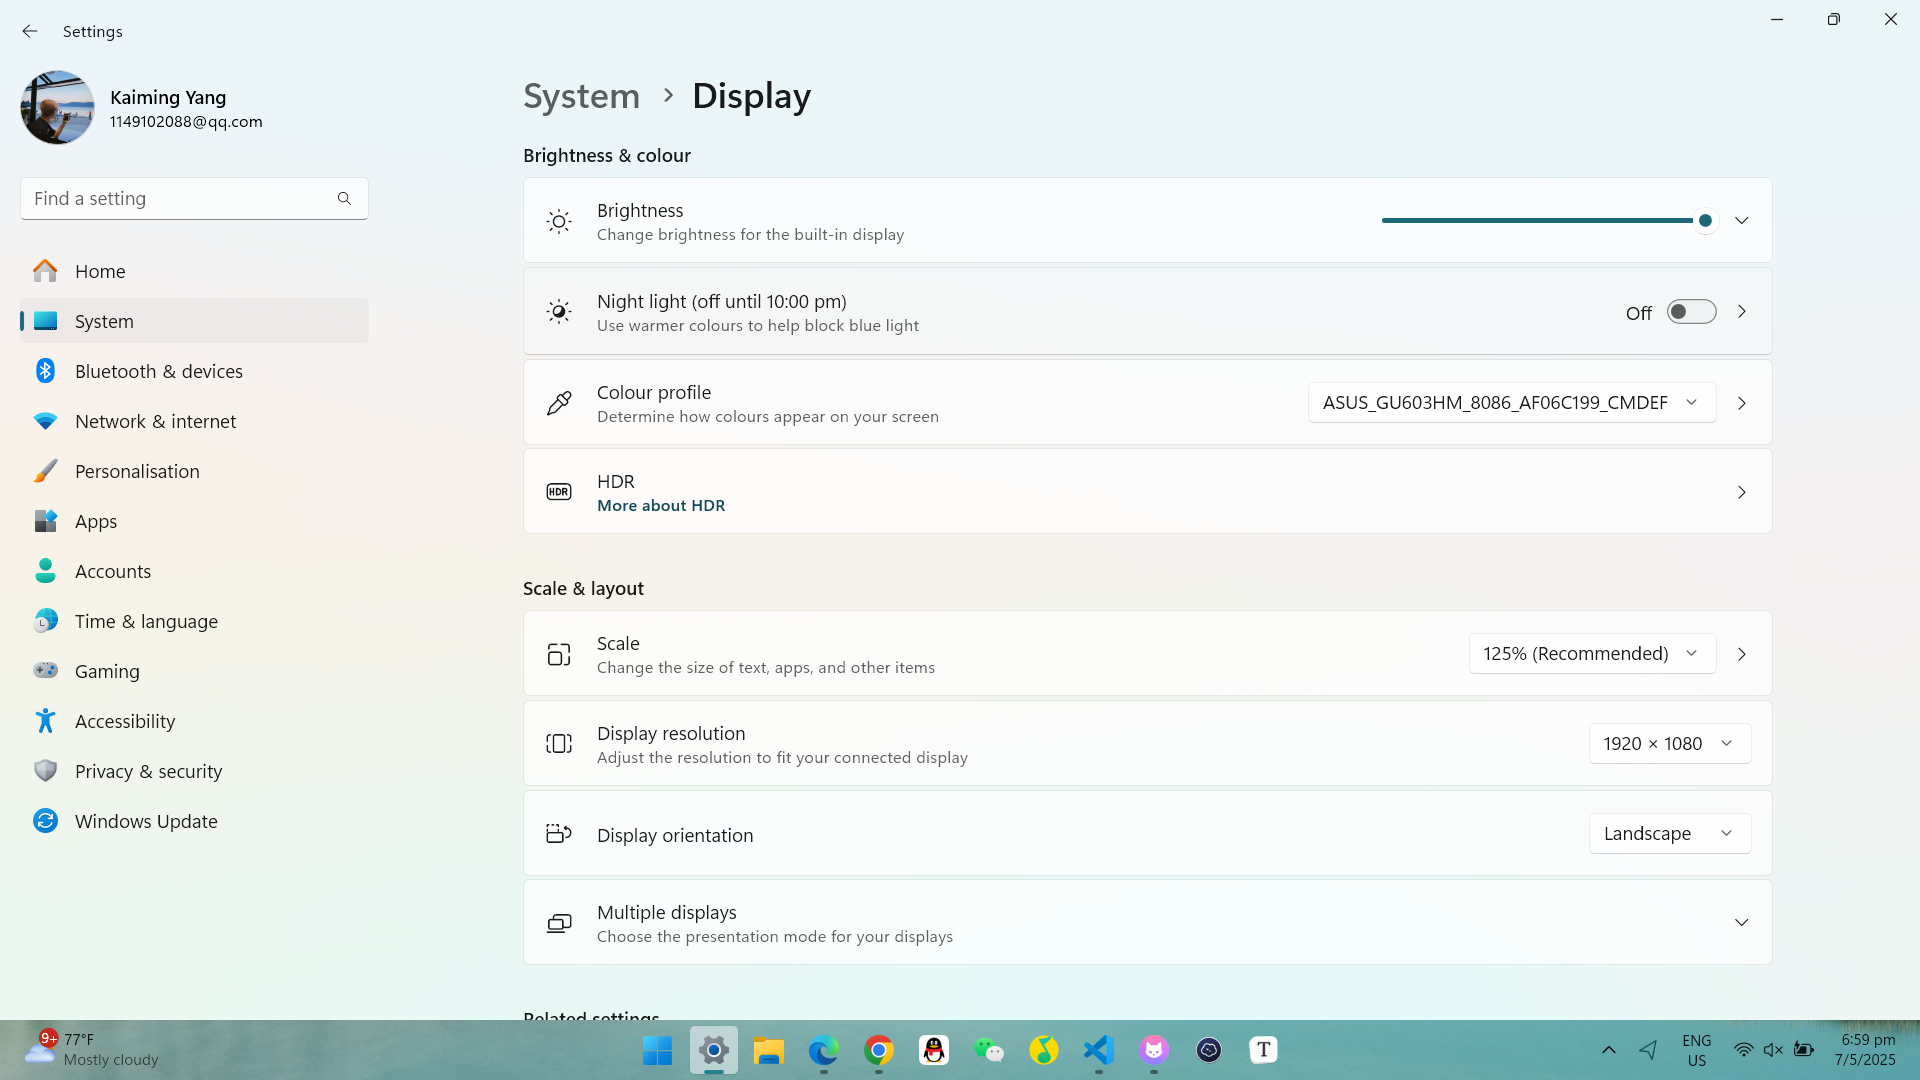 Settings
Kaiming Yang
1149102088@qq.com
Find a setting
Home
System
Bluetooth & devices
Network & internet
Personalisation
Apps
Accounts
Time & language
Gaming
Accessibility
Privacy & security
Windows Update
System > Display
Brightness & colour
Brightness
Change brightness for the built-in display
Night light (off until 10:00 pm)
Use warmer colours to help block blue light
Off
Colour profile
Determine how colours appear on your screen
ASUS_GU603HM_8086_AF06C199_CMDEF
HDR
HDR
More about HDR
Scale & layout
Scale
Change the size of text, apps, and other items
125% (Recommended)
Display resolution
Adjust the resolution to fit your connected display
1920 × 1080
Display orientation
Landscape
Multiple displays
Choose the presentation mode for your displays
Related settings
9+
77°F
Mostly cloudy
T
ENG
US
6:59 pm
7/5/2025